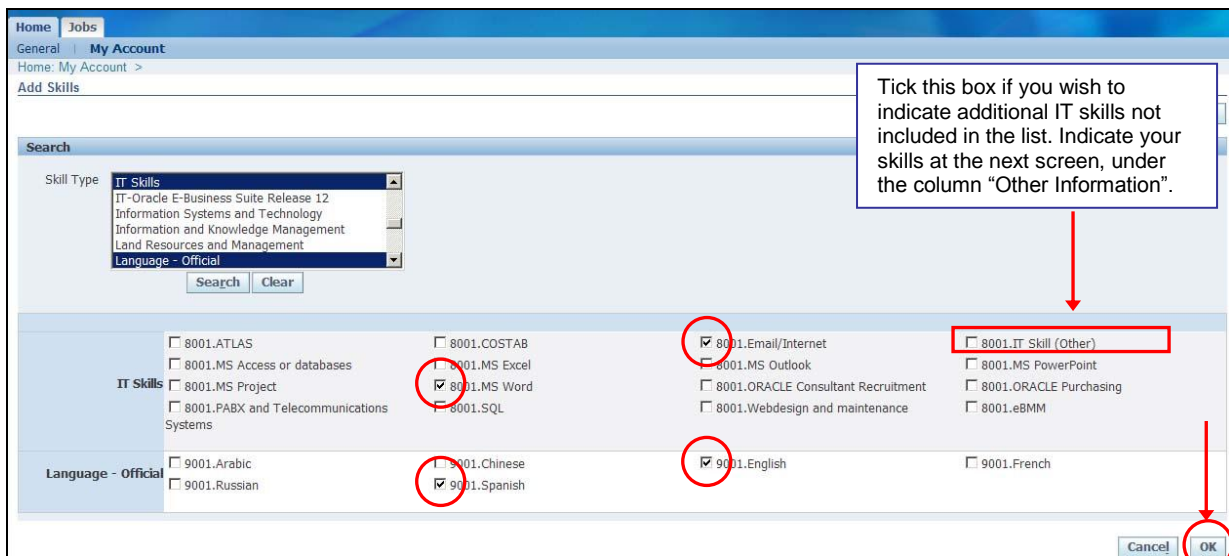 Home Jobs
General | My Account
Home: My Account >
Add Skills
Tick this box if you wish to
indicate additional IT skills not
included in the list. Indicate your
skills at the next screen, under
the column “Other Information”.
Search
Skill Type
IT Skills
IT-Oracle E-Business Suite Release 12
Information Systems and Technology
Information and Knowledge Management
Land Resources and Management
Language - Official
Search Clear
IT Skills
8001.ATLAS 8001.COSTAB 8001.Email/Internet 8001.IT Skill (Other)
8001.MS Access or databases 8001.MS Excel 8001.MS Outlook 8001.MS PowerPoint
8001.MS Project 8001.MS Word 8001.ORACLE Consultant Recruitment 8001.ORACLE Purchasing
8001.PABX and Telecommunications 8001.SQL 8001.Webdesign and maintenance 8001.eBMM
Systems
Language - Official
9001.Arabic 9001.Chinese 9001.English 9001.French
9001.Russian 9001.Spanish
Cancel OK